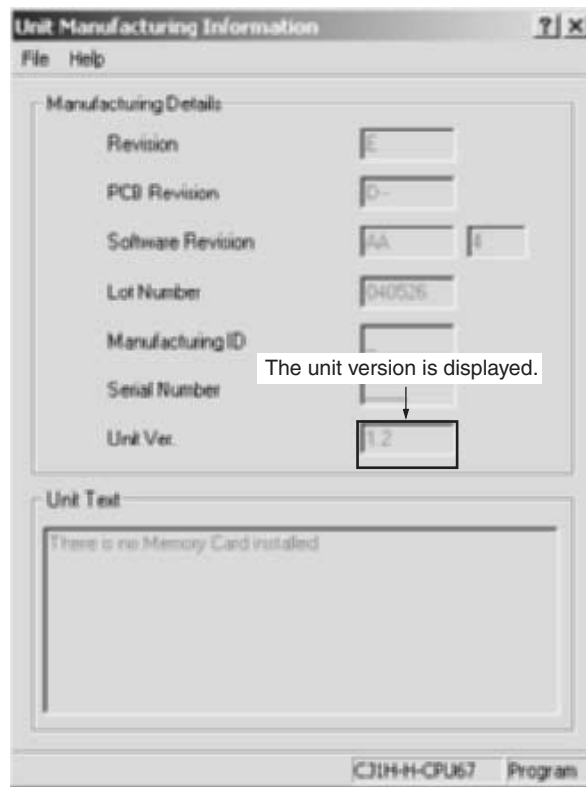 Unit Manufacturing Information ? ×
File Help
Manufacturing Details
Revision E
PCB Revision D--
Software Revision AA 4
Lot Number 040526
Manufacturing ID
The unit version is displayed.
Serial Number
Unit Ver. 1.2
Unit Text
There is no Memory Card installed
CJ1H-H-CPU67 Program